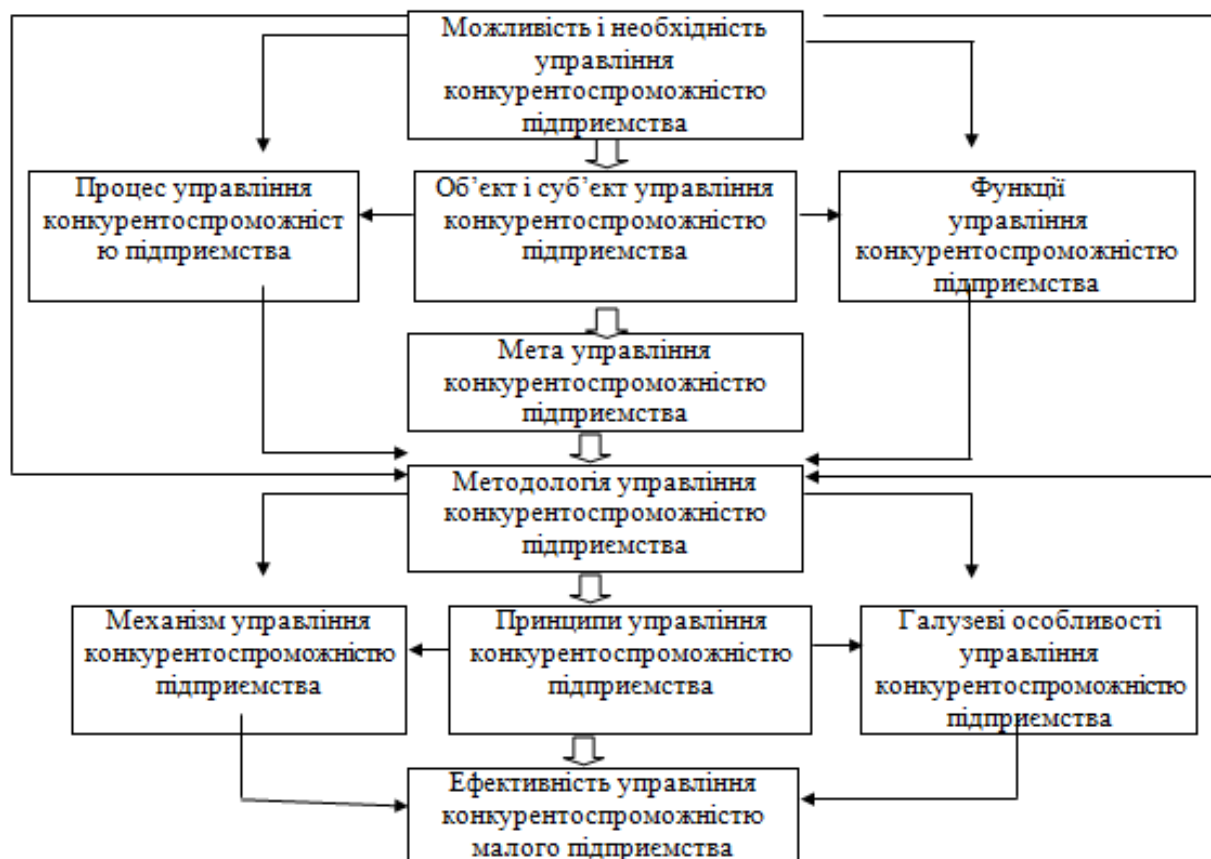 Можливість і необхідність
управління
конкурентоспроможністю
підприємства
Процес управління
конкурентоспроможніст
ю підприємства
Об’єкт і суб’єкт управління
конкурентоспроможністю
підприємства
Функції
управління
конкурентоспроможністю
підприємства
Мета управління
конкурентоспроможністю
підприємства
Методологія управління
конкурентоспроможністю
підприємства
Механізм управління
конкурентоспроможністю
підприємства
Принципи управління
конкурентоспроможністю
підприємства
Галузеві особливості
управління
конкурентоспроможністю
підприємства
Ефективність управління
конкурентоспроможністю
малого підприємства